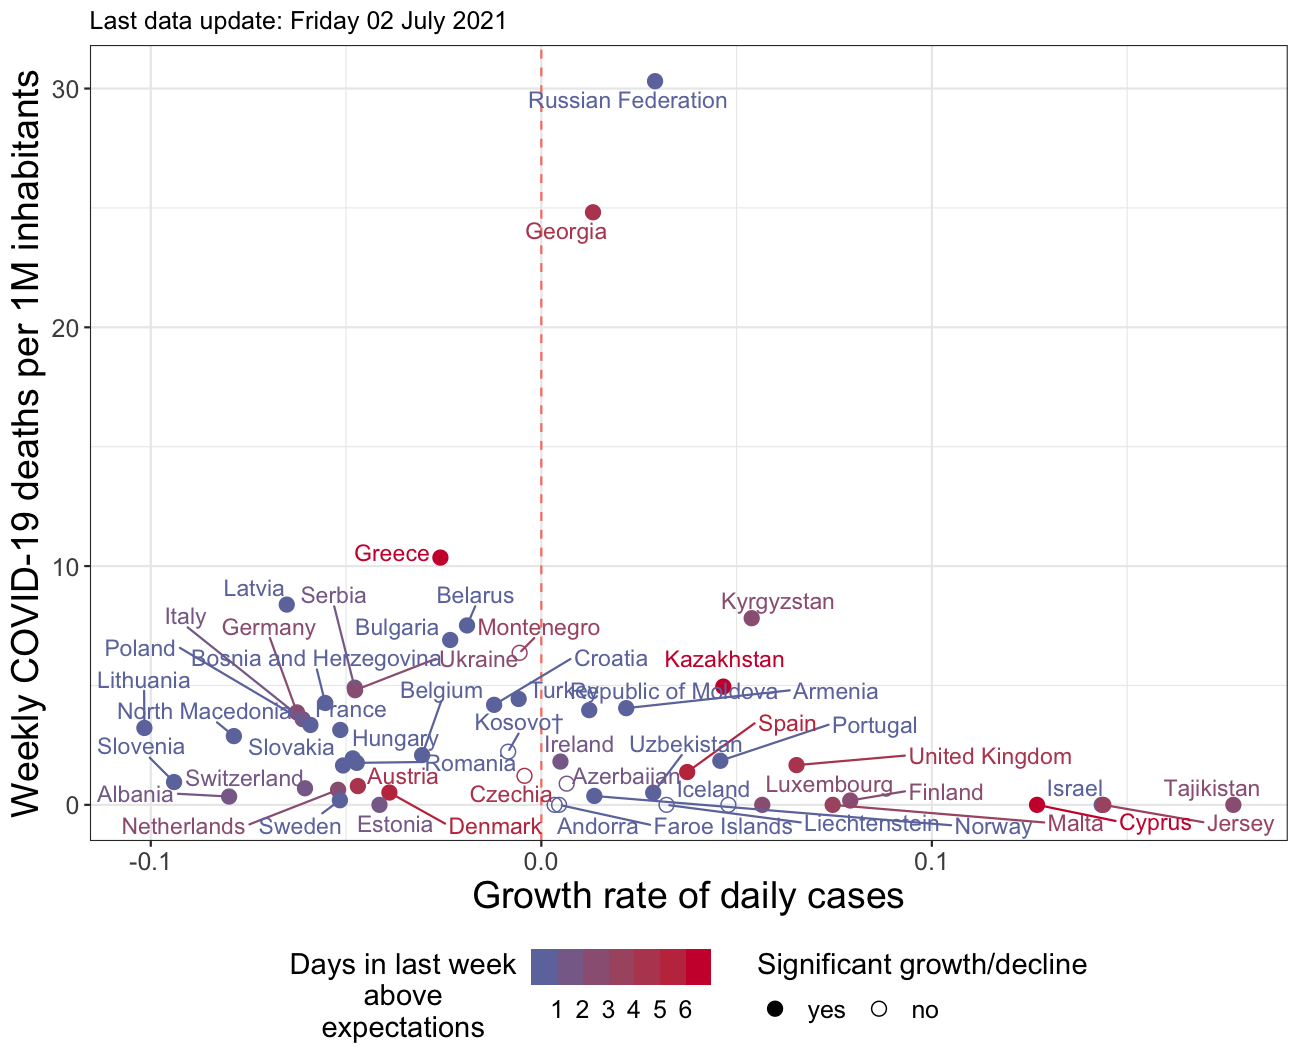 Last data update: Friday 02 July 2021
Weekly COVID-19 deaths per 1M inhabitants
30
20
10
0
Russian Federation
Georgia
Greece
Latvia
Serbia
Belarus
Kyrgyzstan
Italy
Germany
Bulgaria
Montenegro
Poland
Bosnia and Herzegovina
Ukraine
Croatia
Kazakhstan
Lithuania
Belgium
Turkey
Republic of Moldova
Armenia
North Macedonia
France
Kosovo†
Spain
Portugal
Slovenia
Slovakia
Hungary
Ireland
Uzbekistan
United Kingdom
Romania
Switzerland
Austria
Azerbaijan
Iceland
Luxembourg
Finland
Israel
Tajikistan
Albania
Czechia
Netherlands
Sweden
Estonia
Denmark
Andorra
Faroe Islands
Liechtenstein
Norway
Malta
Cyprus
Jersey
-0.1
0.0
0.1
Growth rate of daily cases
Days in last week
above
expectations
1 2 3 4 5 6
Significant growth/decline
yes
no